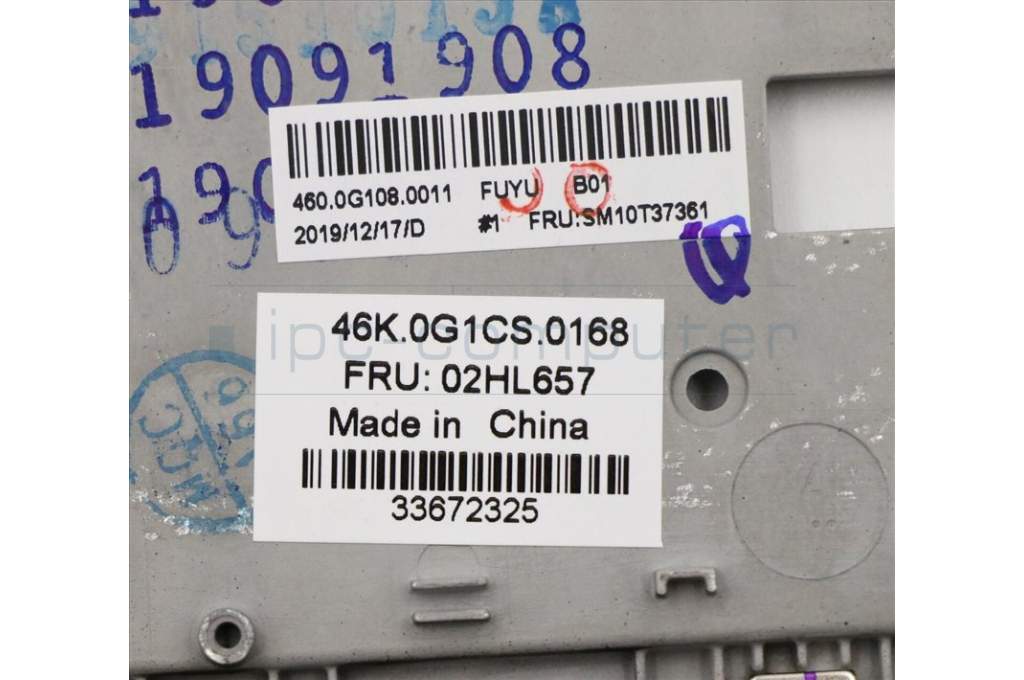 19091908
460.0G108.0011 FUYU B01
2019/12/17/D #1 FRU:SM10T37361
ipc-computer
46K.0G1CS.0168
FRU: 02HL657
Made in China
33672325